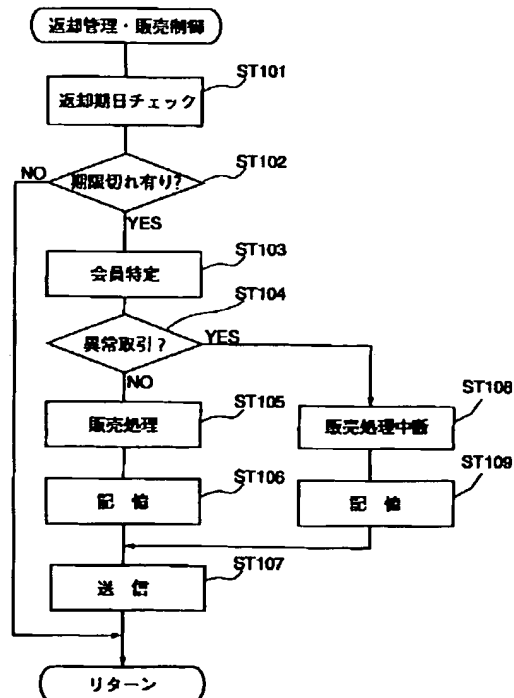 返却管理・販売制御
ST101
返却期日チェック
ST102
NO
期限切れ有り?
YES
ST103
会員特定
ST104
異常取引?
YES
NO
ST105
販売処理
ST108
販売処理中断
ST106
記 憶
ST109
記 憶
ST107
送 信
リターン